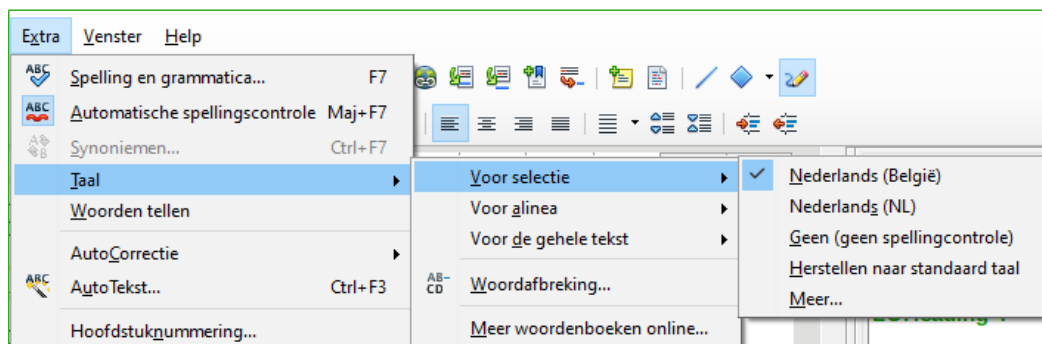 Extra Venster Help
Spelling en grammatica... F7
Automatische spellingscontrole Maj+F7
Synoniemen... Ctrl+F7
Taal
Woorden tellen
AutoCorrectie
AutoTekst... Ctrl+F3
Hoofdstuknummering...
Voor selectie
Voor alinea
Voor de gehele tekst
Woordafbreking...
Meer woordenboeken online...
Nederlands (België)
Nederlands (NL)
Geen (geen spellingcontrole)
Herstellen naar standaard taal
Meer...